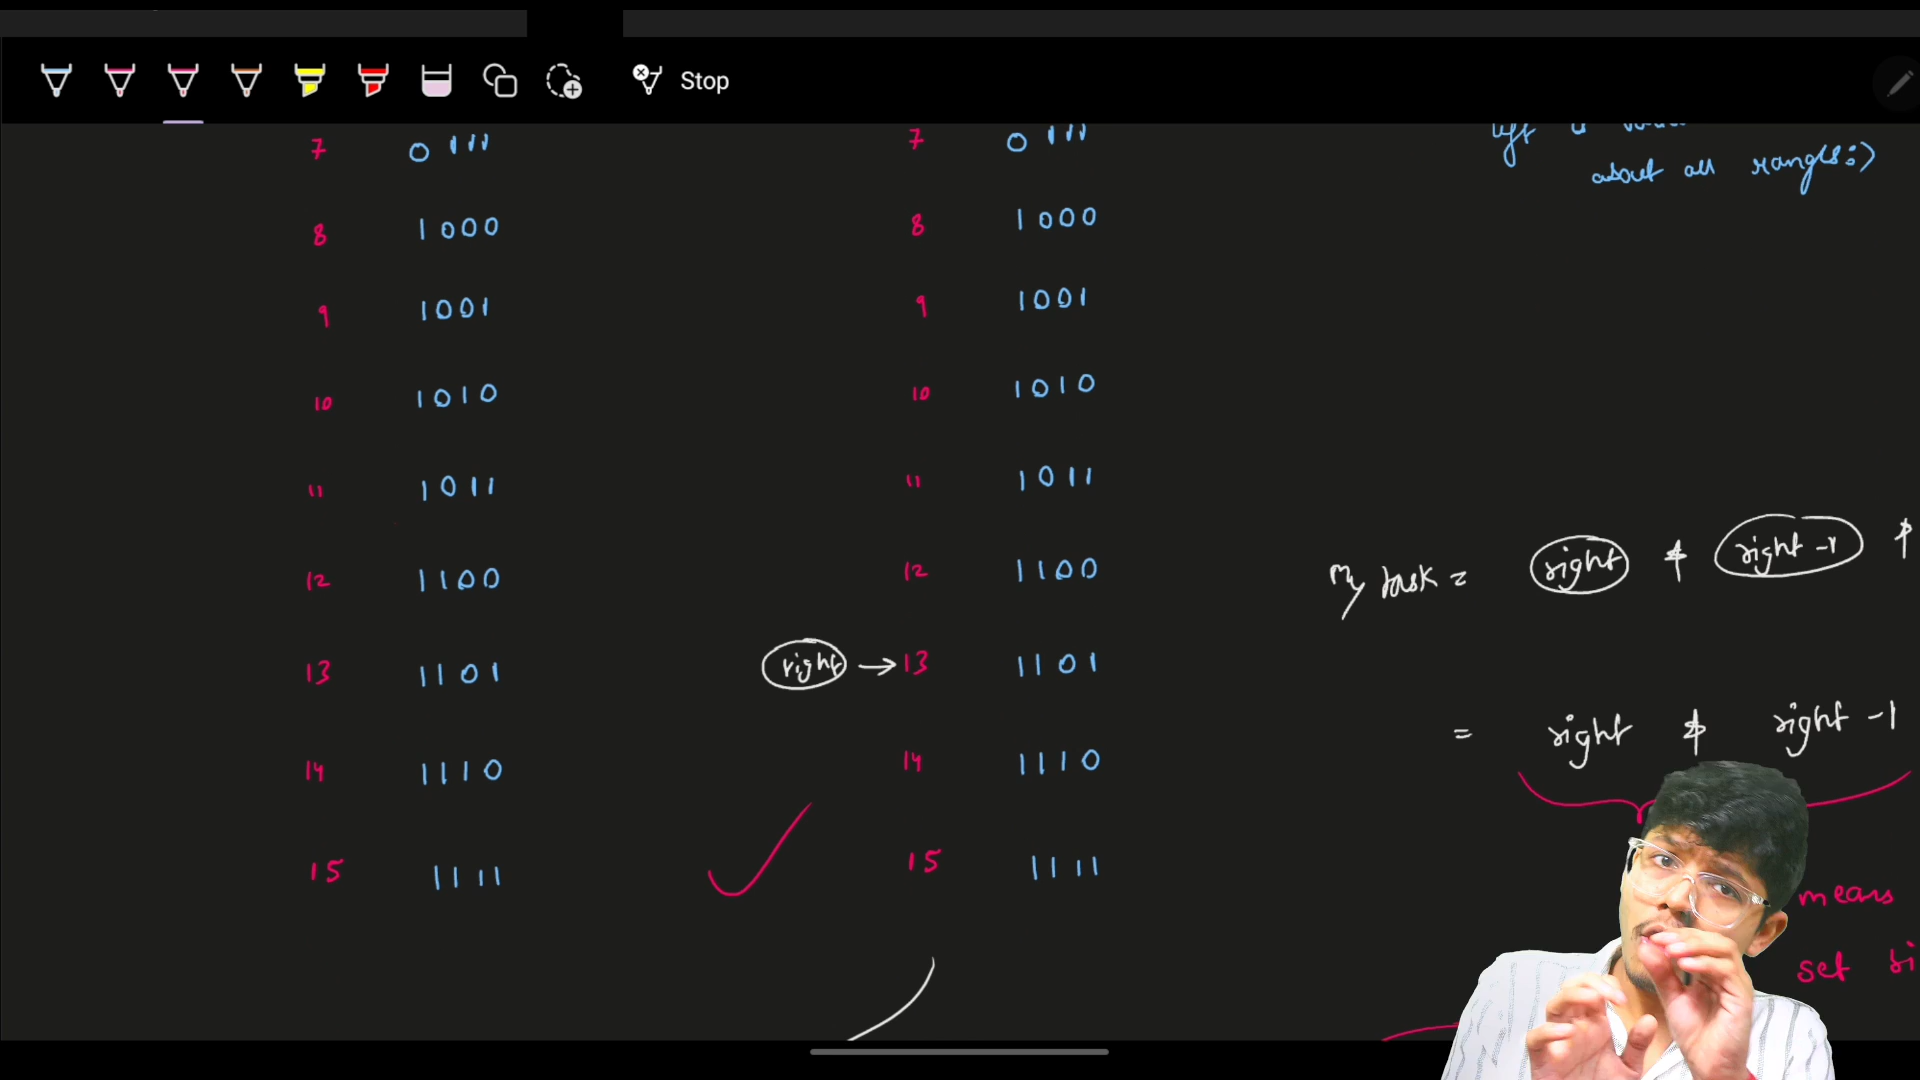 Stop
7 0111 7 0111
about all ranges:)
8 1000 8 1000
9 1001 9 1001
10 1010 10 1010
11 1011 11 1011
my task = right & right -1 &
12 1100 12 1100
13 1101 right → 13 1101
= right & right -1
14 1110 14 1110
15 1111 15 1111
means
set